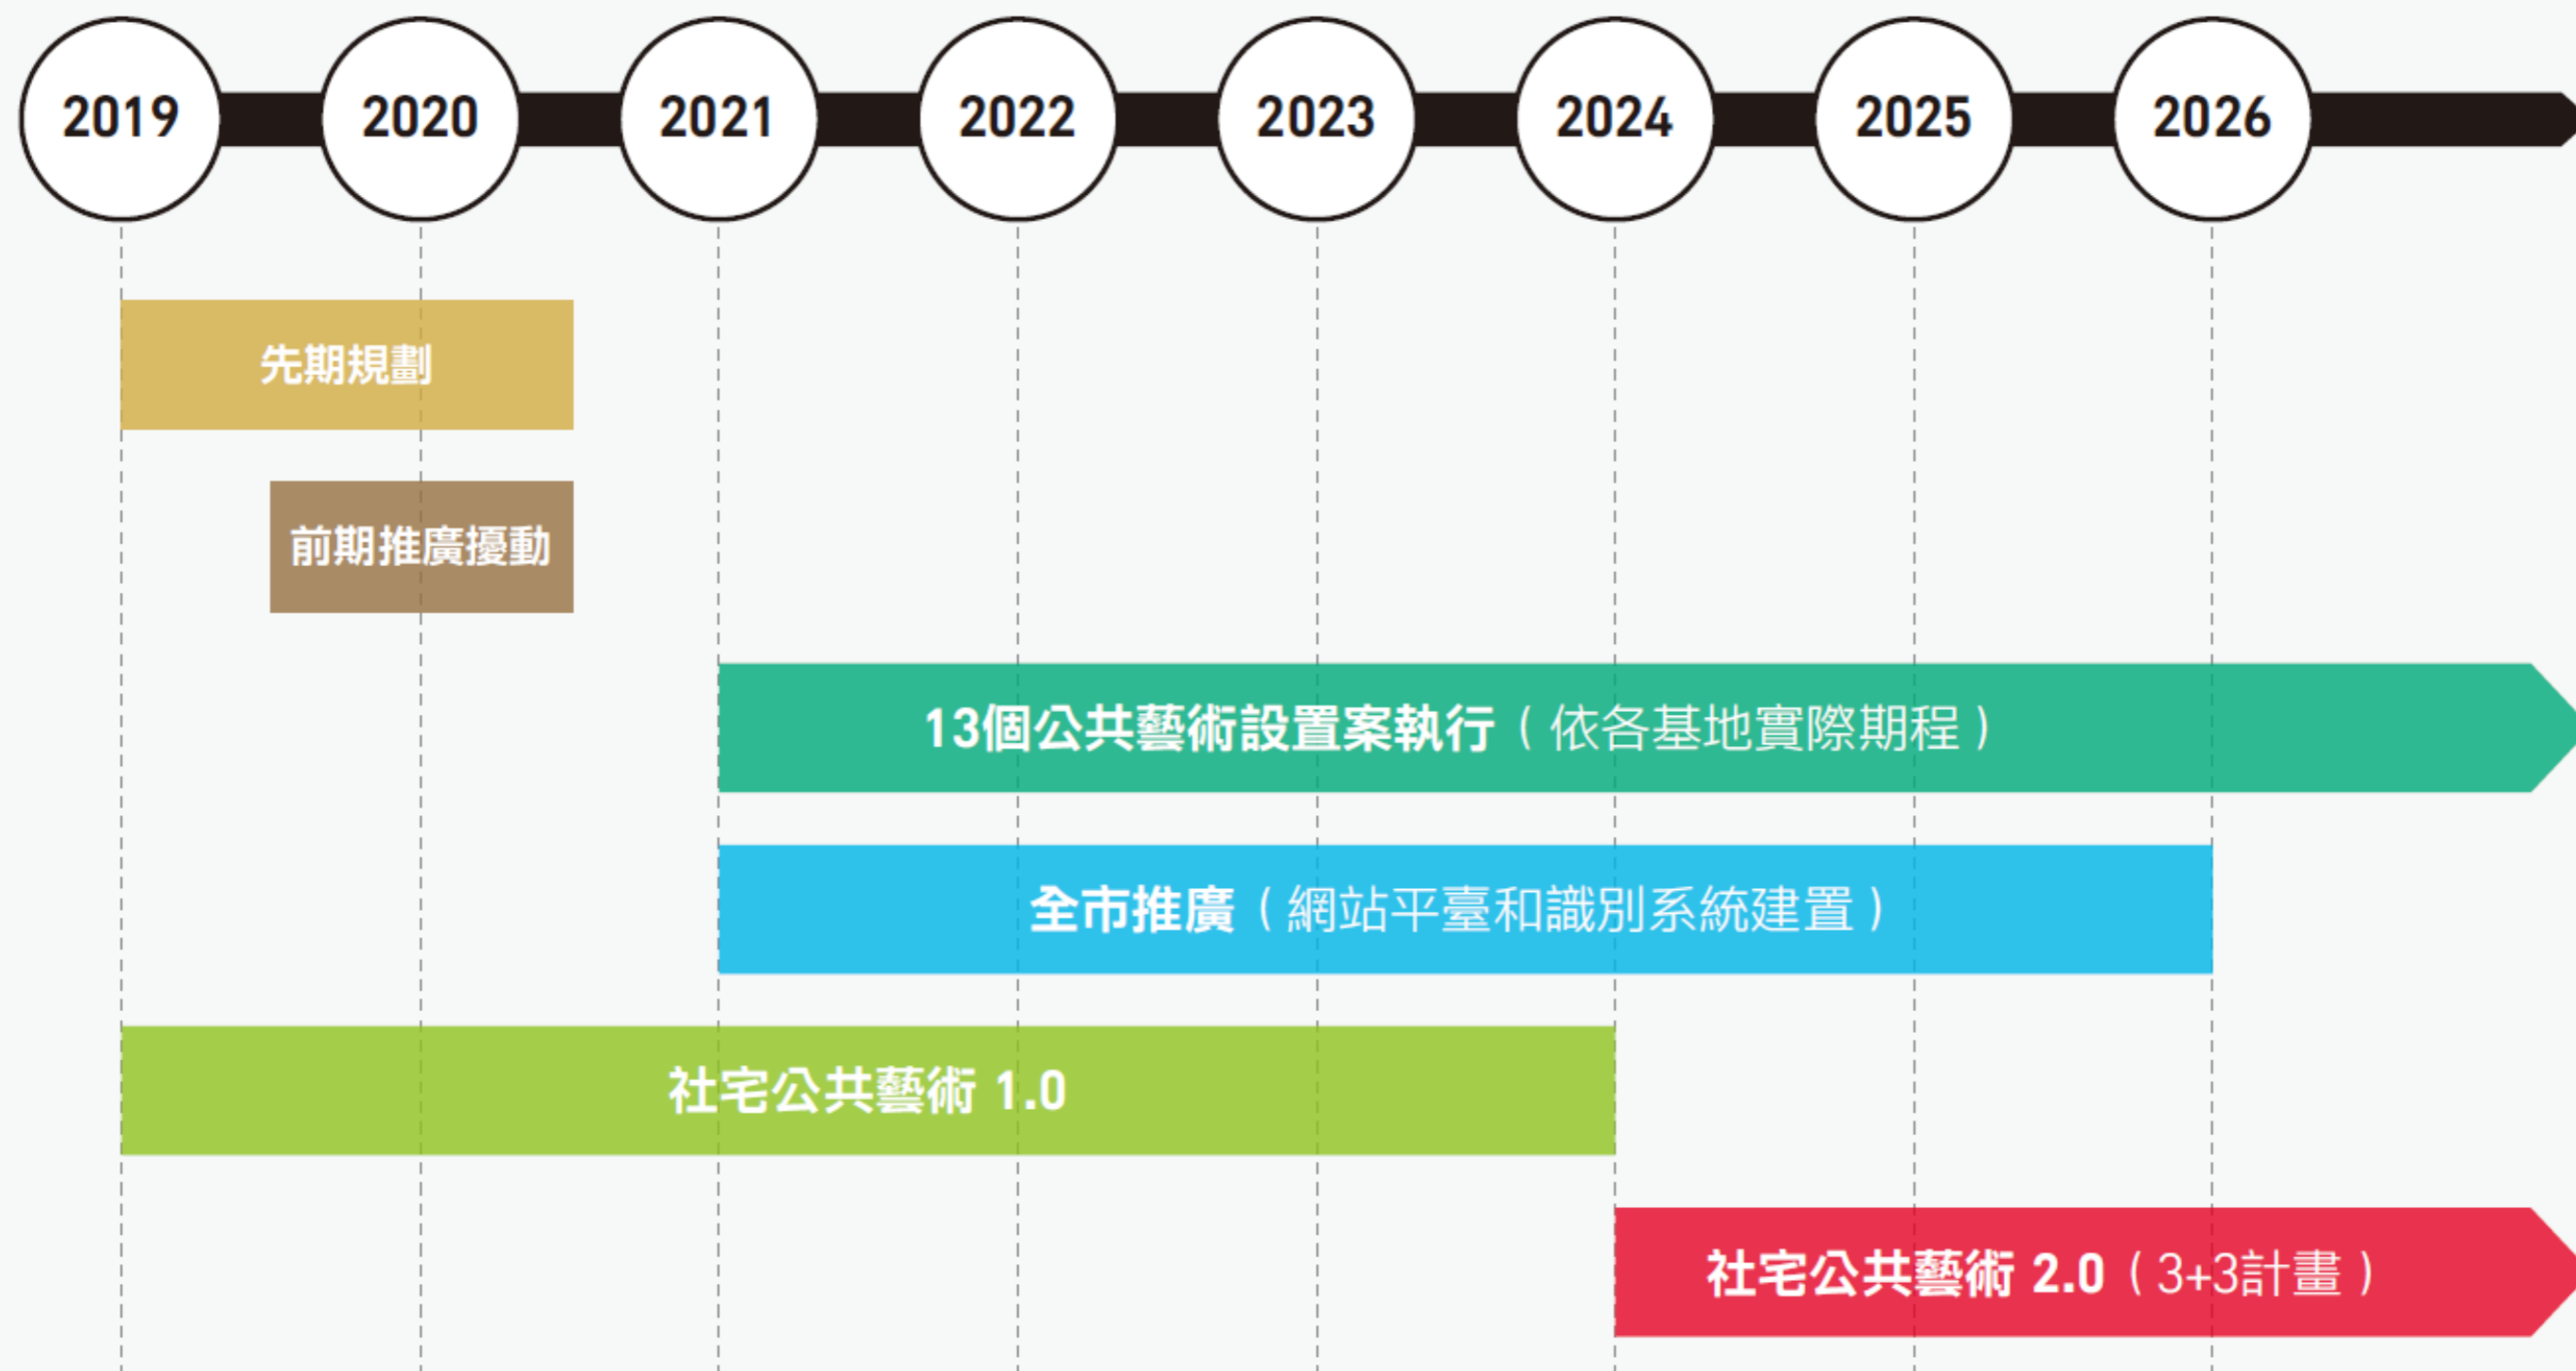 2019 2020 2021 2022 2023 2024 2025 2026
先期規劃
前期推廣擾動
13個公共藝術設置案執行（依各基地實際期程）
全市推廣（網站平臺和識別系統建置）
社宅公共藝術 1.0
社宅公共藝術 2.0（3+3計畫）